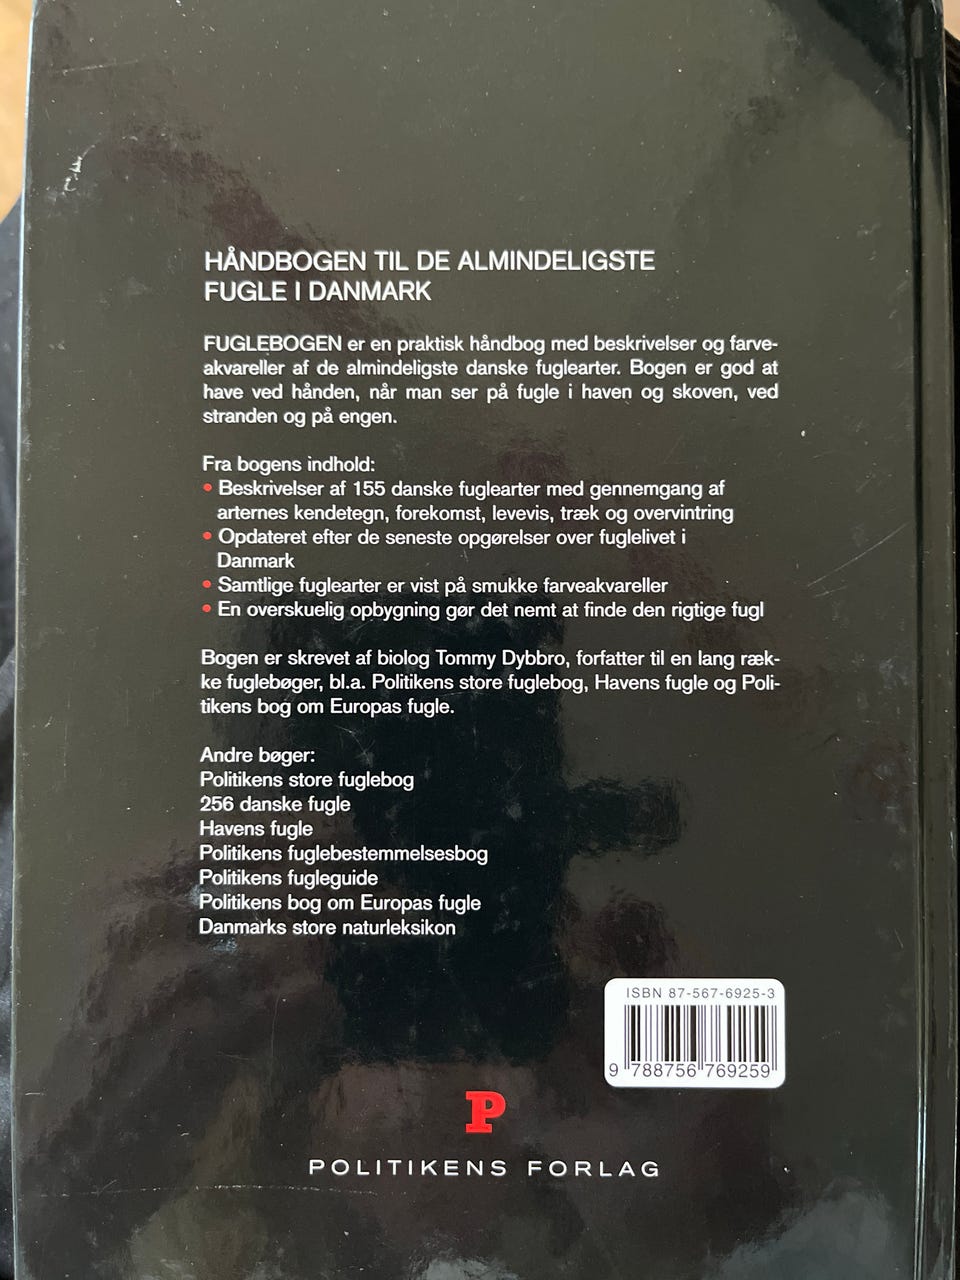 HÅNDBOGEN TIL DE ALMINDELIGSTE
FUGLE I DANMARK
FUGLEBOGEN er en praktisk håndbog med beskrivelser og farve-
akvareller af de almindeligste danske fuglearter. Bogen er god at
have ved hånden, når man ser på fugle i haven og skoven, ved
stranden og på engen.
Fra bogens indhold:
• Beskrivelser af 155 danske fuglearter med gennemgang af
arternes kendetegn, forekomst, levevis, træk og overvintring
• Opdateret efter de seneste opgørelser over fuglelivet i
Danmark
• Samtlige fuglearter er vist på smukke farveakvareller
• En overskuelig opbygning gør det nemt at finde den rigtige fugl
Bogen er skrevet af biolog Tommy Dybbro, forfatter til en lang ræk-
ke fuglebøger, bl.a. Politikens store fuglebog, Havens fugle og Poli-
tikens bog om Europas fugle.
Andre bøger:
Politikens store fuglebog
256 danske fugle
Havens fugle
Politikens fuglebestemmelsesbog
Politikens fugleguide
Politikens bog om Europas fugle
Danmarks store naturleksikon
ISBN 87-567-6925-3
9 788756 769259
P
POLITIKENS FORLAG